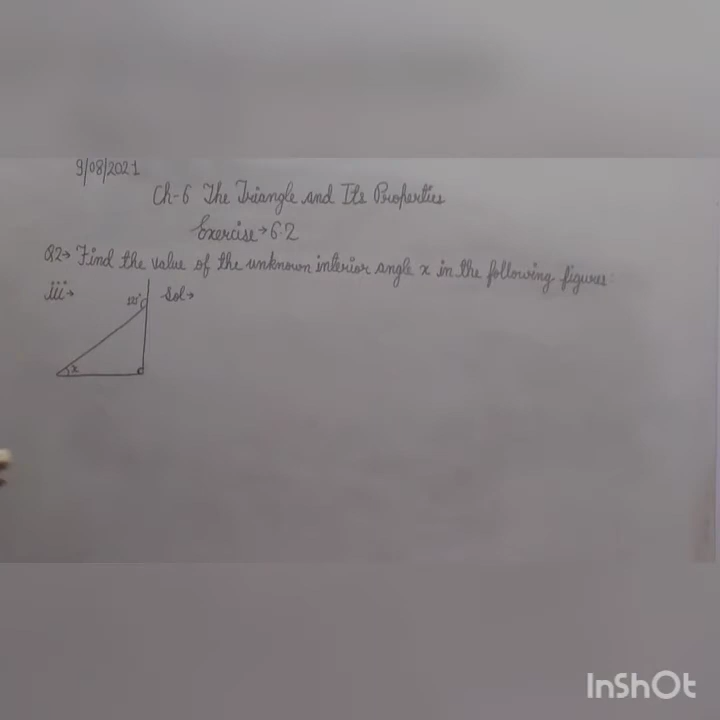 9/08/2021
Ch-6 The Triangle and Its Properties
Exercise → 6.2
Q2→ Find the value of the unknown interior angle x in the following figures:
iii→ Sol→
x
InShOt